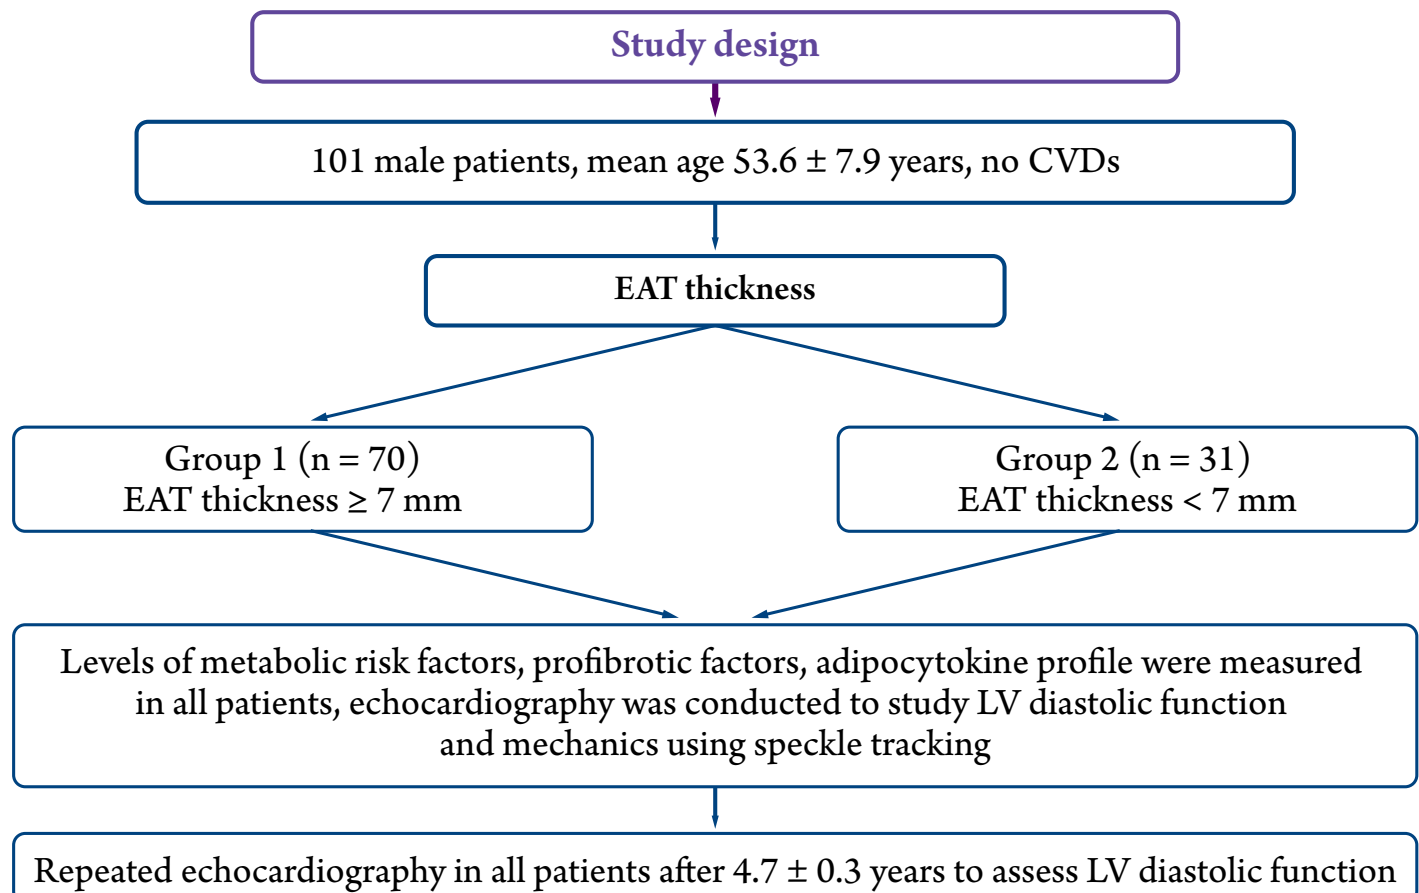 Study design
101 male patients, mean age 53.6 ± 7.9 years, no CVDs
EAT thickness
Group 1 (n = 70)
EAT thickness ≥ 7 mm
Group 2 (n = 31)
EAT thickness < 7 mm
Levels of metabolic risk factors, profibrotic factors, adipocytokine profile were measured
in all patients, echocardiography was conducted to study LV diastolic function
and mechanics using speckle tracking
Repeated echocardiography in all patients after 4.7 ± 0.3 years to assess LV diastolic function